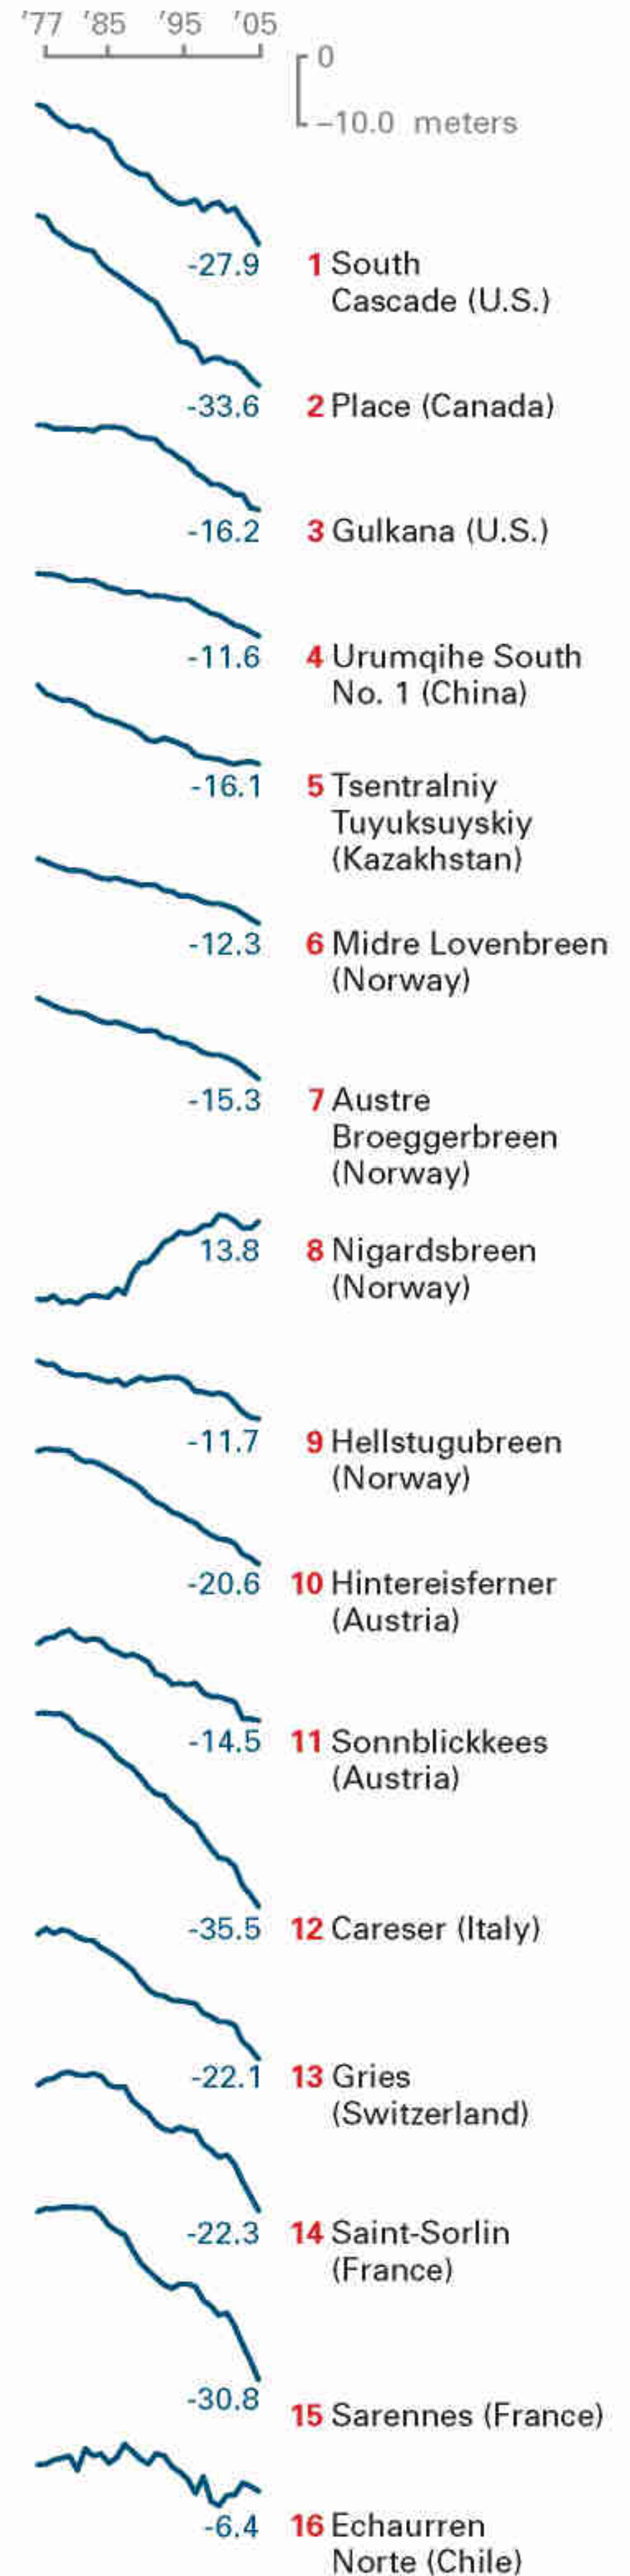 '77 '85 '95 '05
0
–10.0 meters
-27.9 1 South
Cascade (U.S.)
-33.6 2 Place (Canada)
-16.2 3 Gulkana (U.S.)
-11.6 4 Urumqihe South
No. 1 (China)
-16.1 5 Tsentralniy
Tuyuksuyskiy
(Kazakhstan)
-12.3 6 Midre Lovenbreen
(Norway)
-15.3 7 Austre
Broeggerbreen
(Norway)
13.8 8 Nigardsbreen
(Norway)
-11.7 9 Hellstugubreen
(Norway)
-20.6 10 Hintereisferner
(Austria)
-14.5 11 Sonnblickkees
(Austria)
-35.5 12 Careser (Italy)
-22.1 13 Gries
(Switzerland)
-22.3 14 Saint-Sorlin
(France)
-30.8 15 Sarennes (France)
-6.4 16 Echaurren
Norte (Chile)